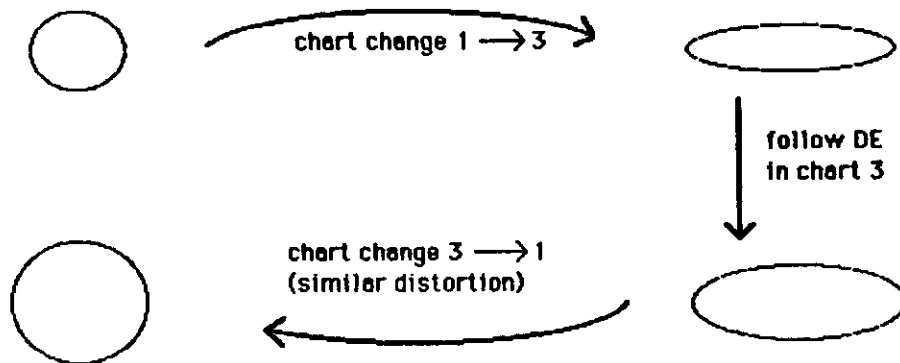 chart change 1 ⟶ 3
follow DE
in chart 3
chart change 3 ⟶ 1
(similar distortion)